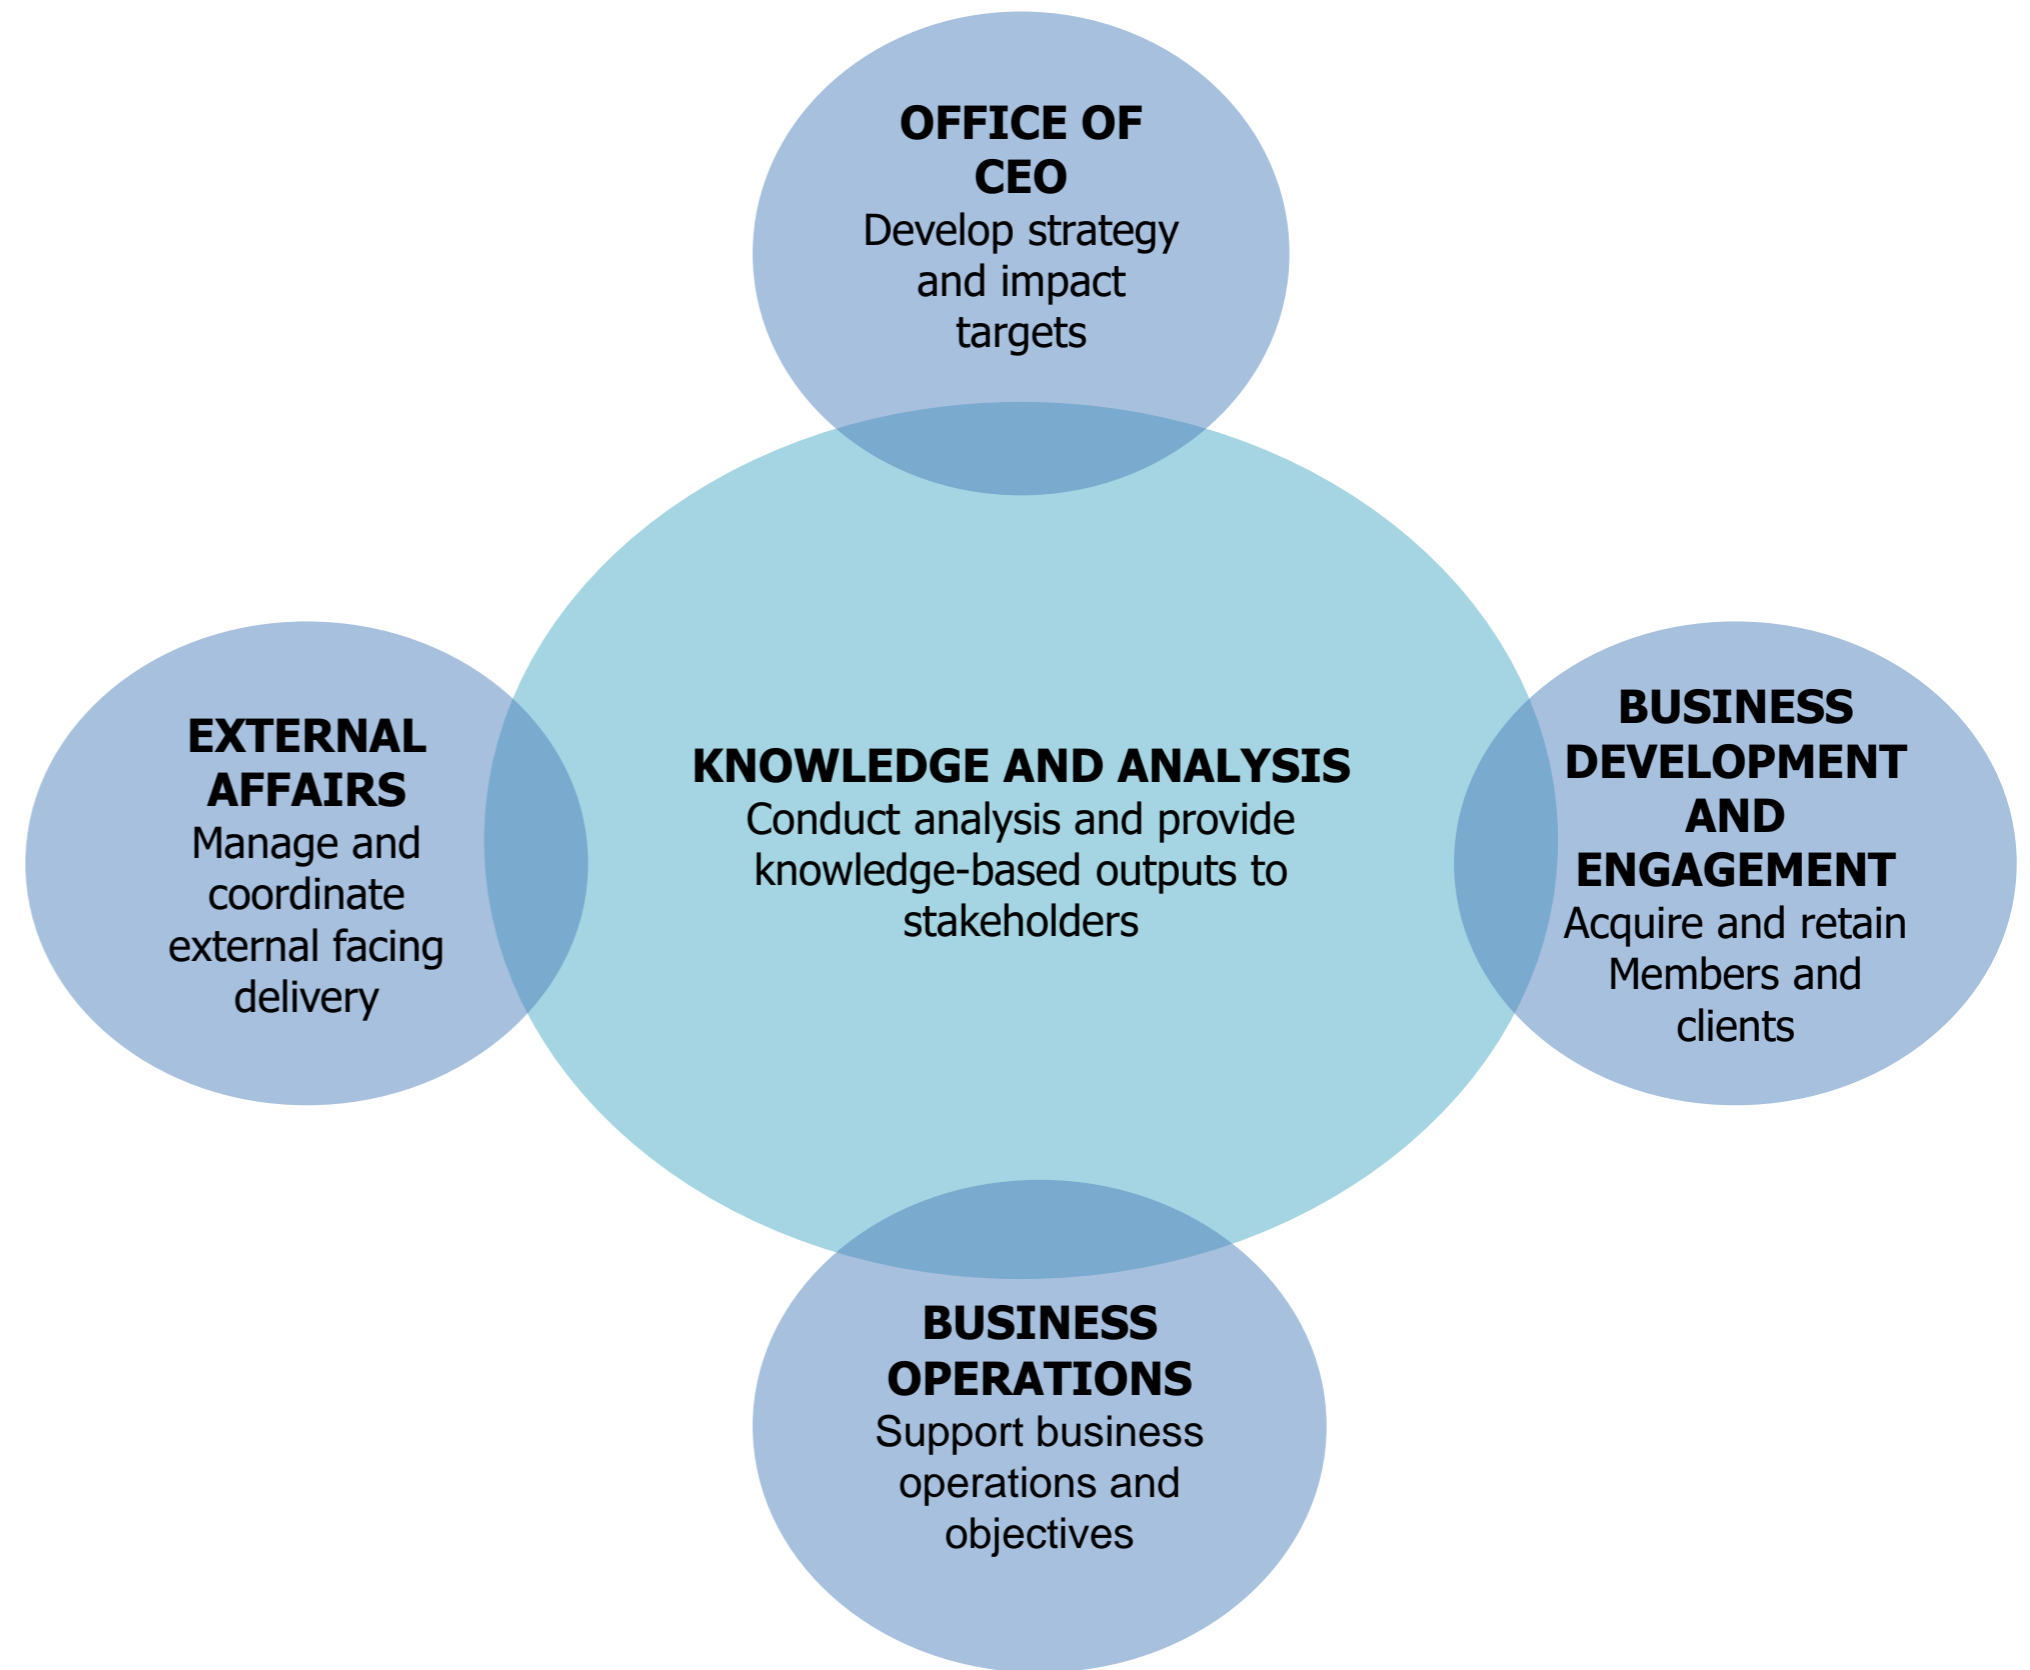 OFFICE OF
CEO
Develop strategy
and impact
targets
EXTERNAL
AFFAIRS
Manage and
coordinate
external facing
delivery
KNOWLEDGE AND ANALYSIS
Conduct analysis and provide
knowledge-based outputs to
stakeholders
BUSINESS
DEVELOPMENT
AND
ENGAGEMENT
Acquire and retain
Members and
clients
BUSINESS
OPERATIONS
Support business
operations and
objectives